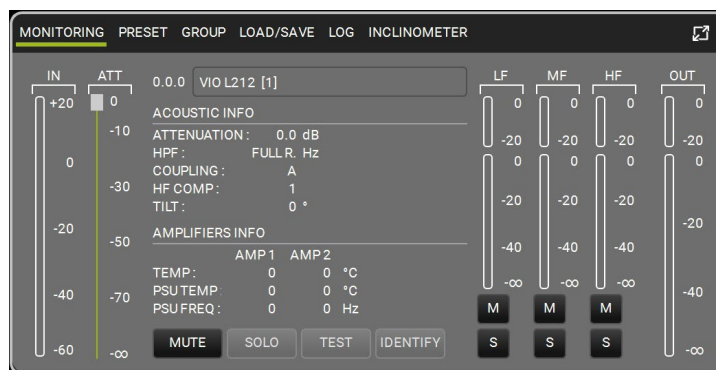 MONITORING PRESET GROUP LOAD/SAVE LOG INCLINOMETER
IN ATT LF MF HF OUT
0.0.0 VIO L212 [1]
+20 0 0 0 0 0
ACOUSTIC INFO
-10
ATTENUATION : 0.0 dB
-20 -20 -20 -20
HPF : FULL R. Hz
0 0 0 0 0
COUPLING : A
HF COMP : 1
-30
TILT : 0 °
-20 -20 -20
-20 -20
AMPLIFIERS INFO
-50 -40 -40 -40
AMP 1 AMP 2
TEMP : 0 0 °C
PSU TEMP : 0 0 °C
-∞ -∞ -∞
-40 -70 -40
PSU FREQ : 0 0 Hz
M M M
MUTE SOLO TEST IDENTIFY
S S S
-60 -∞ -∞